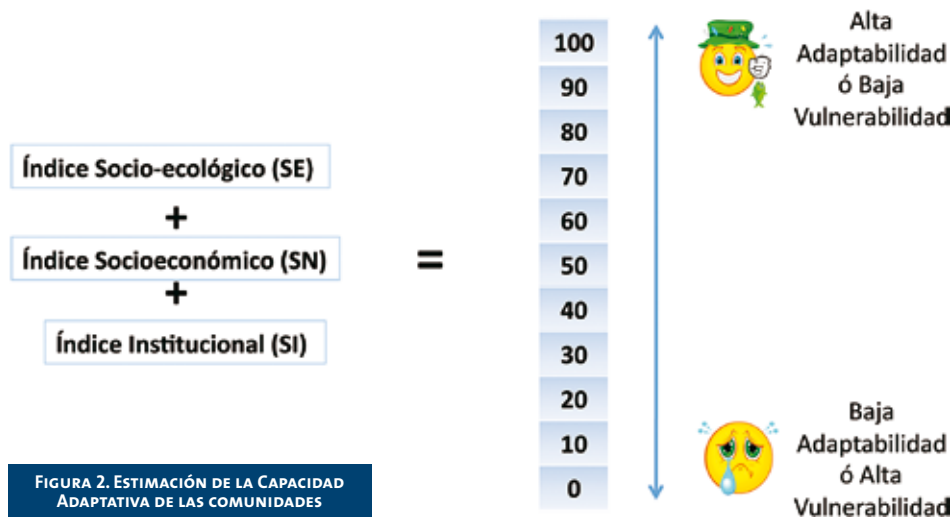 Índice Socio-ecológico (SE)
+
Índice Socioeconómico (SN)
+
Índice Institucional (SI)
=
100
90
80
70
60
50
40
30
20
10
0
Alta
Adaptabilidad
ó Baja
Vulnerabilidad
Baja
Adaptabilidad
ó Alta
Vulnerabilidad
FIGURA 2. ESTIMACIÓN DE LA CAPACIDAD
ADAPTATIVA DE LAS COMUNIDADES